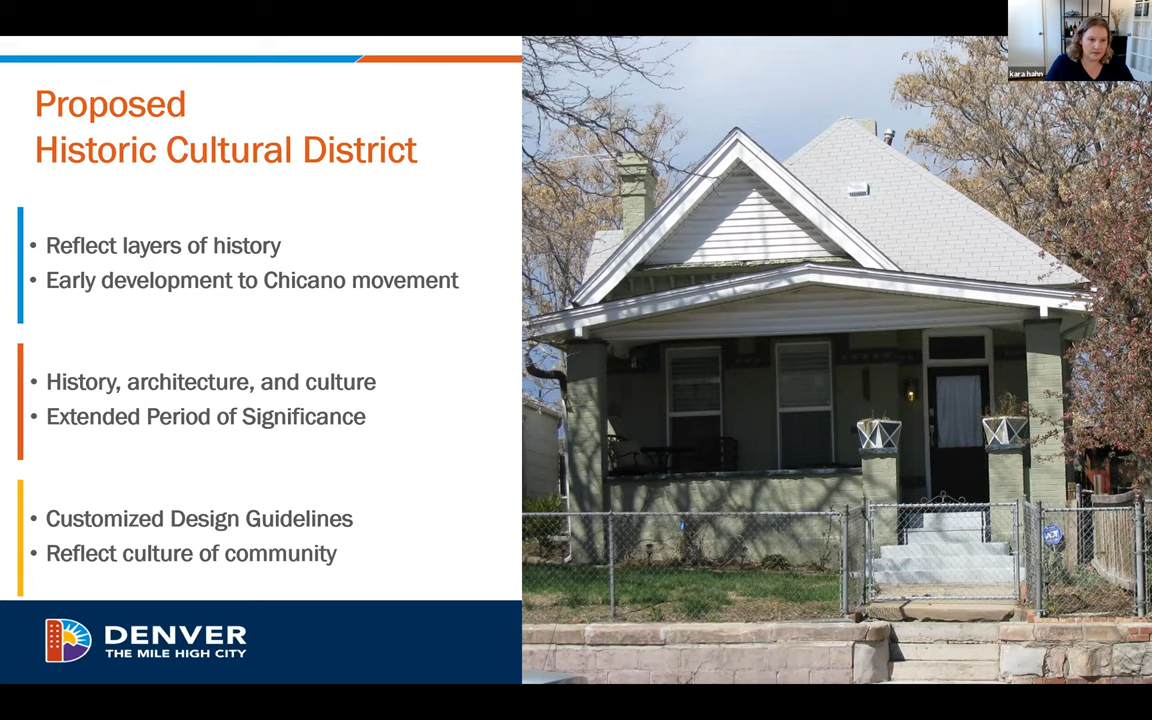 kara hahn
Proposed
Historic Cultural District
• Reflect layers of history
• Early development to Chicano movement
• History, architecture, and culture
• Extended Period of Significance
• Customized Design Guidelines
• Reflect culture of community
DENVER
THE MILE HIGH CITY
ADT